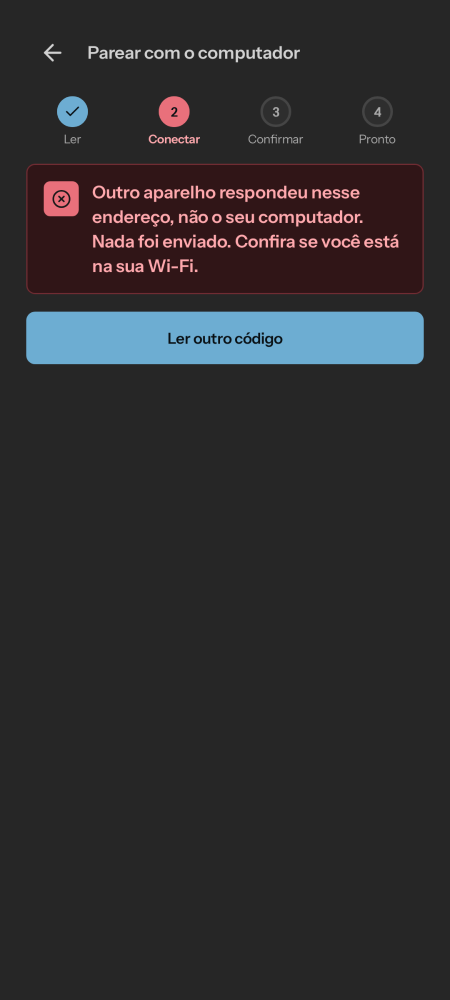 Parear com o computador
2
3
4
Ler
Conectar
Confirmar
Pronto
Outro aparelho respondeu nesse
endereço, não o seu computador.
Nada foi enviado. Confira se você está
na sua Wi-Fi.
Ler outro código